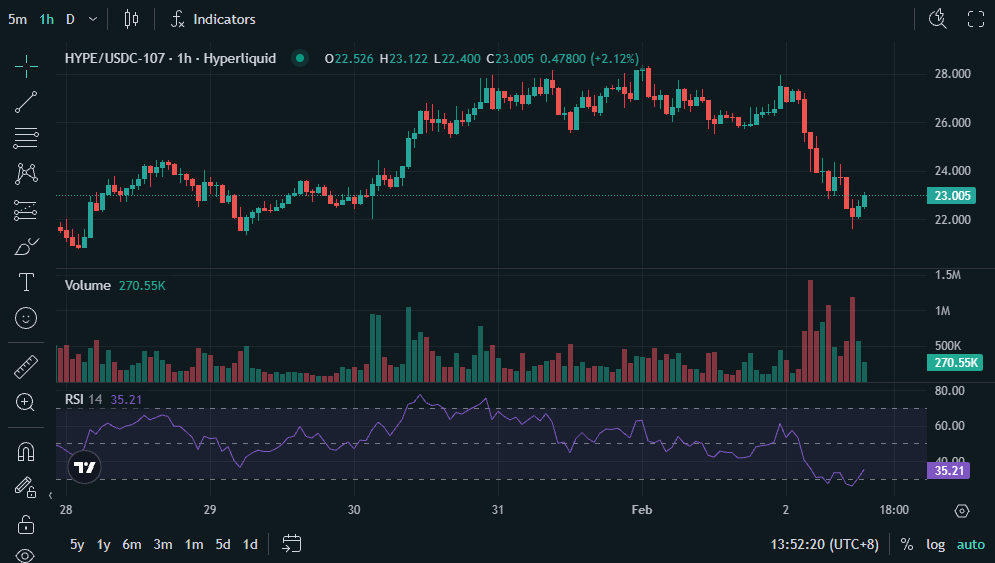 5m 1h D Indicators
HYPE/USDC-107 · 1h · Hyperliquid O22.526 H23.122 L22.400 C23.005 0.47800 (+2.12%)
28.000
26.000
24.000
23.005
22.000
Volume 270.55K
1.5M
1M
500K
270.55K
RSI 14 35.21
80.00
60.00
40.00
35.21
28 29 30 31 Feb 2 18:00
5y 1y 6m 3m 1m 5d 1d 13:52:20 (UTC+8) % log auto